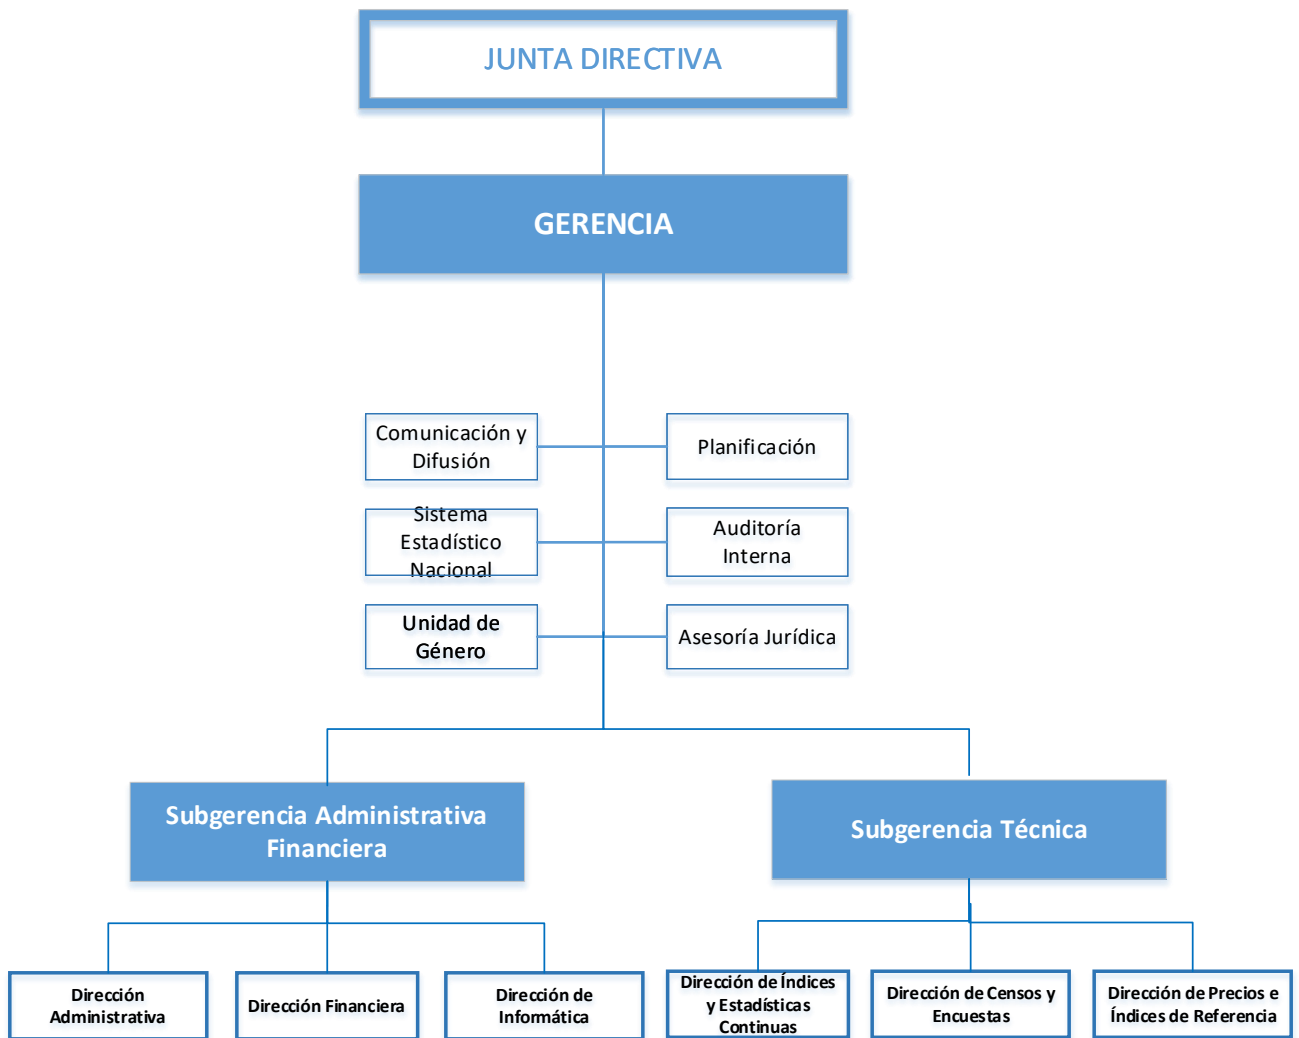 JUNTA DIRECTIVA
GERENCIA
Comunicación y
Difusión
Planificación
Sistema
Estadístico
Nacional
Auditoría
Interna
Unidad de
Género
Asesoría Jurídica
Subgerencia Administrativa
Financiera
Subgerencia Técnica
Dirección
Administrativa
Dirección Financiera
Dirección de
Informática
Dirección de Índices
y Estadísticas
Continuas
Dirección de Censos y
Encuestas
Dirección de Precios e
Índices de Referencia